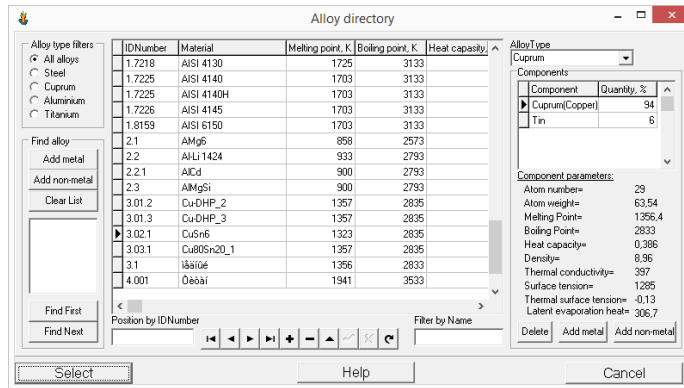 Alloy directory
Alloy type filters
All alloys
Steel
Cuprum
Aluminium
Titanium
Find alloy
Add metal
Add non-metal
Clear List
Find First
Find Next
IDNumber Material Melting point, K Boiling point, K Heat capasity,
1.7218 AISI 4130 1725 3133
1.7225 AISI 4140 1703 3133
1.7225 AISI 4140H 1703 3133
1.7226 AISI 4145 1703 3133
1.8159 AISI 6150 1703 3133
2.1 AMg6 858 2573
2.2 Al-Li 1424 933 2793
2.2.1 AlCd 900 2793
2.3 AlMgSi 900 2793
3.01.2 Cu-DHP_2 1357 2835
3.01.3 Cu-DHP_3 1357 2835
3.02.1 CuSn6 1323 2835
3.03.1 Cu80Sn20_1 1357 2835
3.1 ìåäíûé 1356 2833
4.001 Òèòàí 1941 3533
Position by IDNumber
Filter by Name
AlloyType
Cuprum
Components
Component Quantity, %
Cuprum(Copper) 94
Tin 6
Component parameters:
Atom number= 29
Atom weight= 63,54
Melting Point= 1356,4
Boiling Point= 2833
Heat capacity= 0,386
Density= 8,96
Thermal conductivity= 397
Surface tension= 1285
Thermal surface tension= -0,13
Latent evaporation heat= 306,7
Delete Add metal Add non-metal
Select Help Cancel